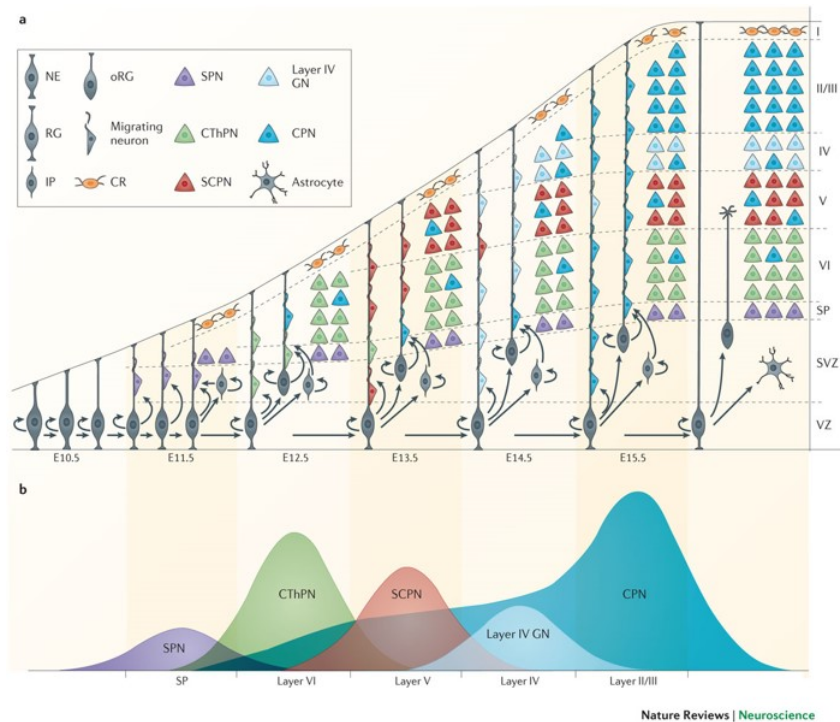 a
NE
oRG
SPN
Layer IV
GN
RG
Migrating
neuron
CThPN
CPN
IP
CR
SCPN
Astrocyte
I
II/III
IV
V
VI
SP
SVZ
VZ
E10.5 E11.5 E12.5 E13.5 E14.5 E15.5
b
CThPN
SCPN
CPN
Layer IV GN
SPN
SP Layer VI Layer V Layer IV Layer II/III
Nature Reviews | Neuroscience